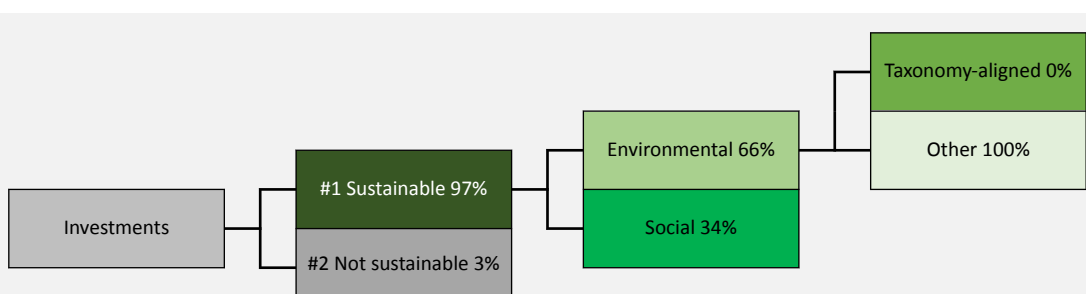 Investments
#1 Sustainable 97%
#2 Not sustainable 3%
Environmental 66%
Social 34%
Taxonomy-aligned 0%
Other 100%